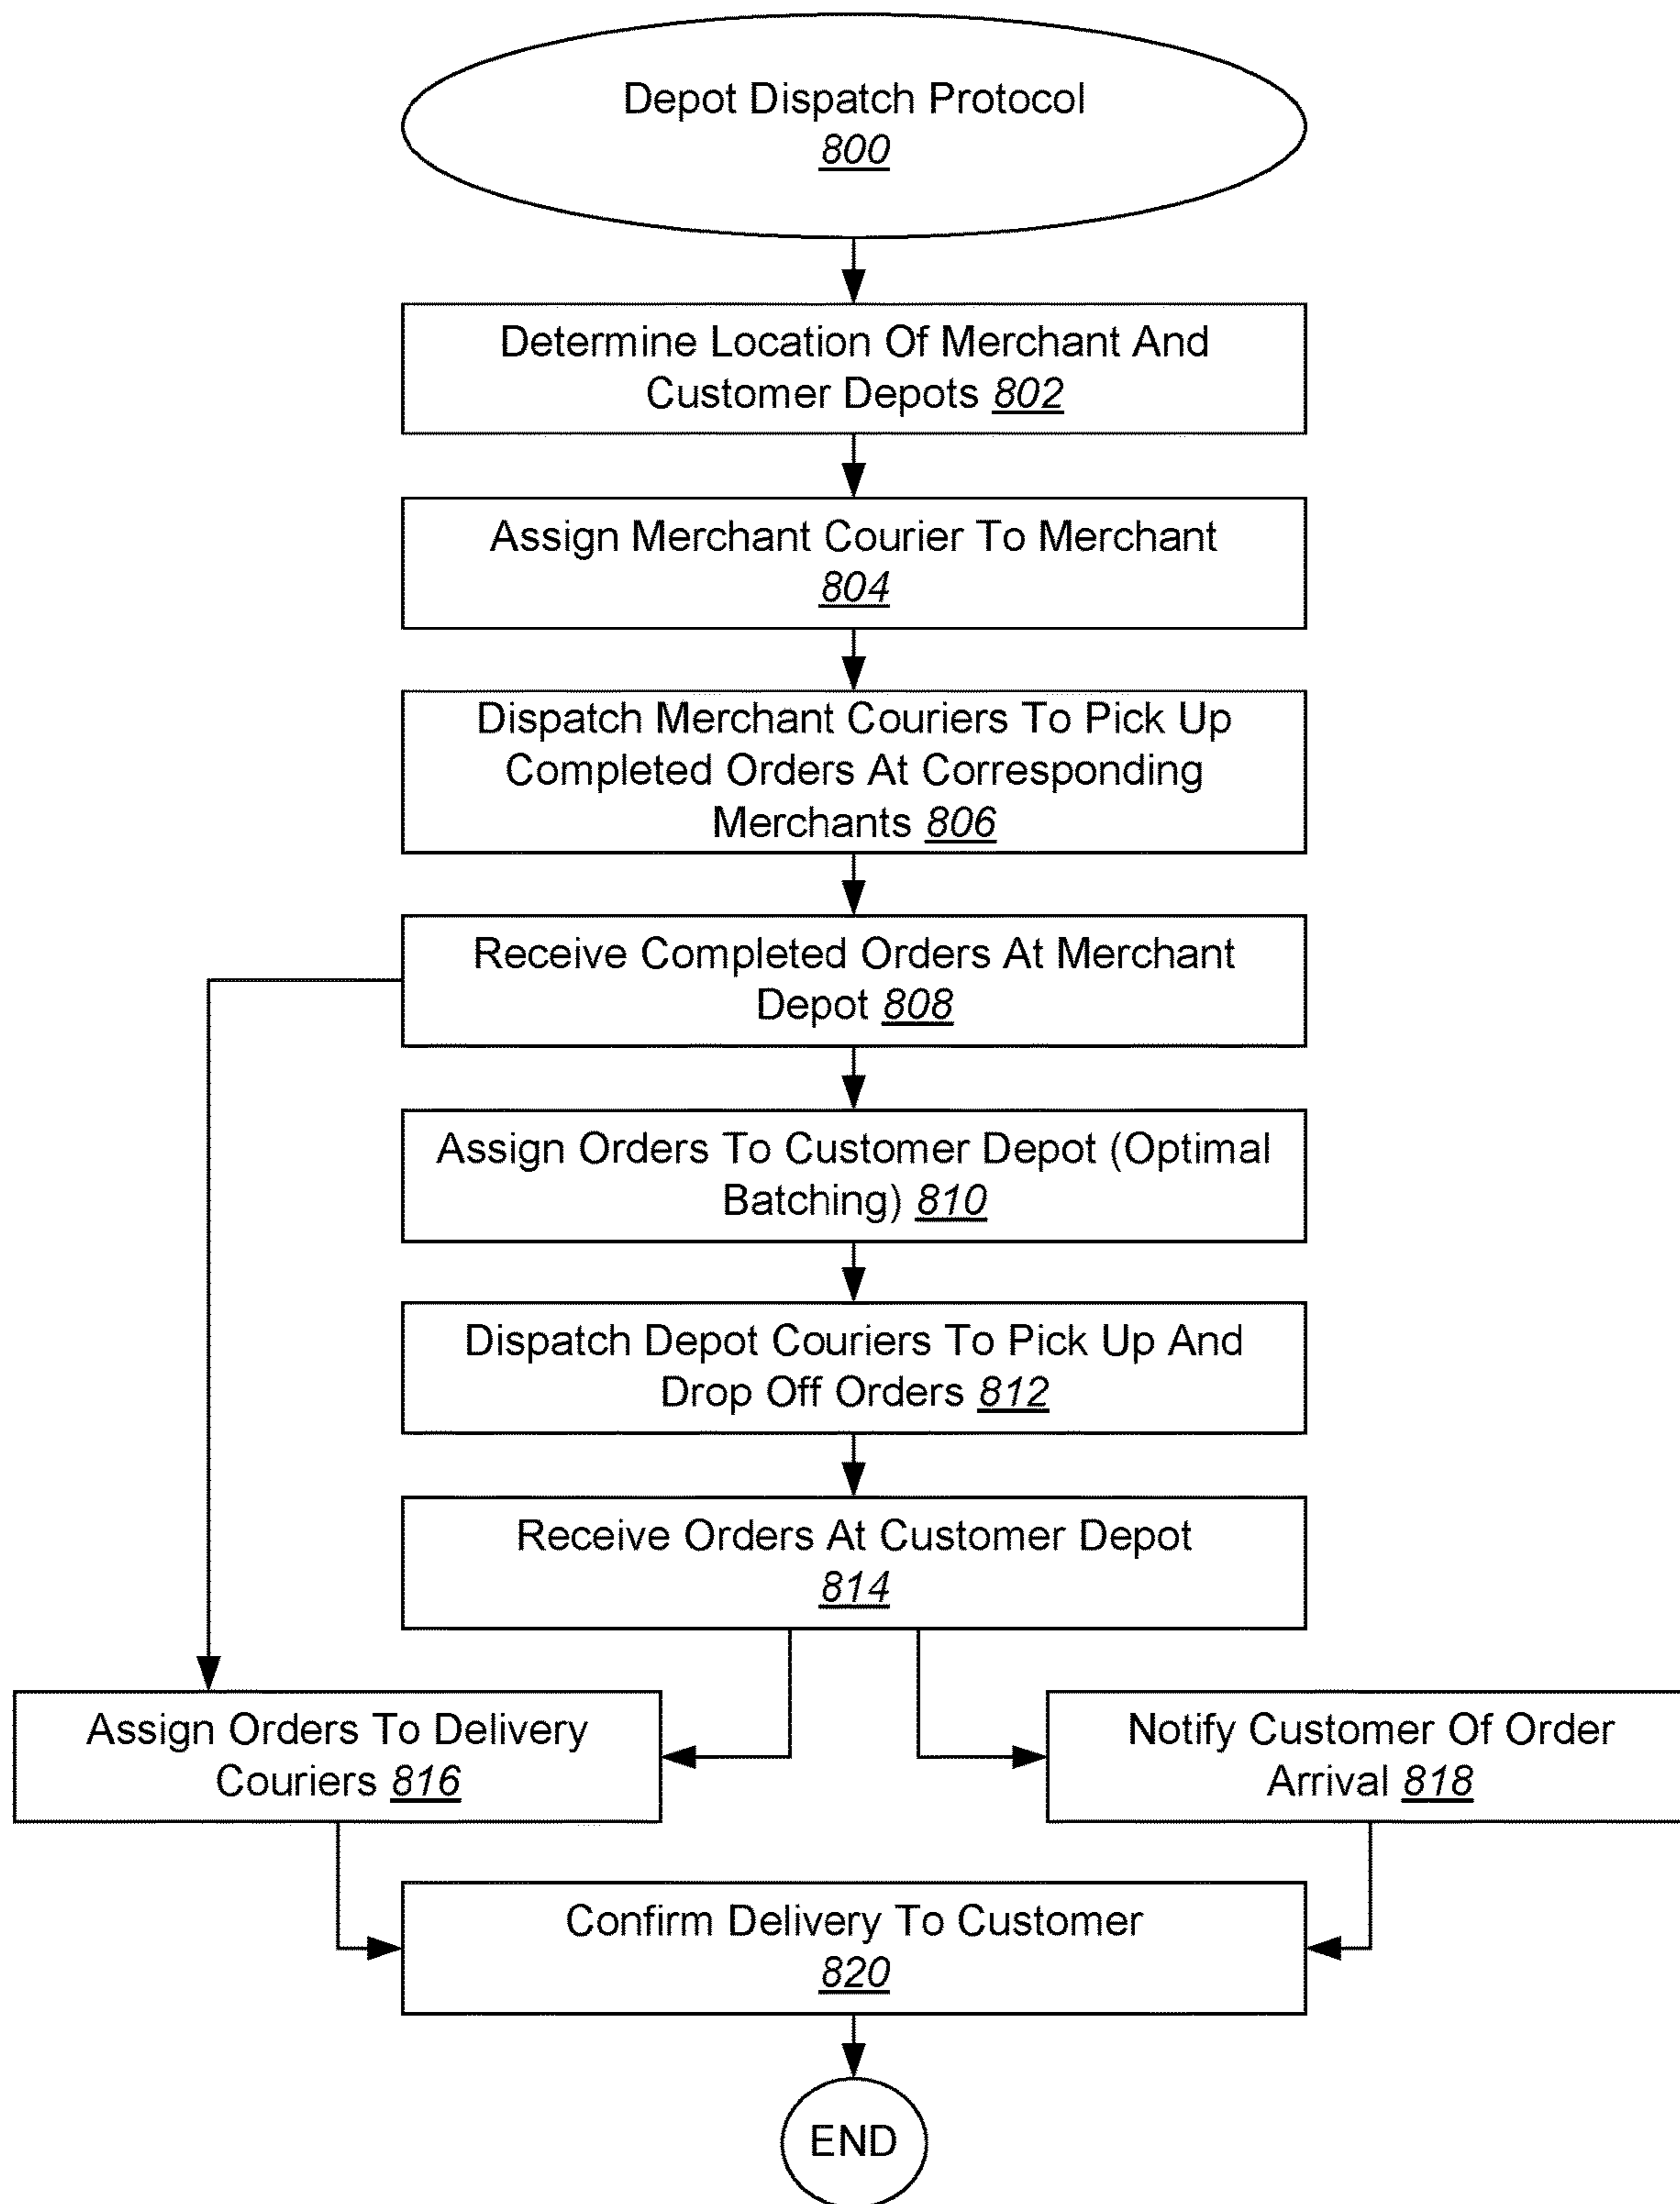 Depot Dispatch Protocol
800
Determine Location Of Merchant And
Customer Depots 802
Assign Merchant Courier To Merchant
804
Dispatch Merchant Couriers To Pick Up
Completed Orders At Corresponding
Merchants 806
Receive Completed Orders At Merchant
Depot 808
Assign Orders To Customer Depot (Optimal
Batching) 810
Dispatch Depot Couriers To Pick Up And
Drop Off Orders 812
Receive Orders At Customer Depot
814
Assign Orders To Delivery
Couriers 816
Notify Customer Of Order
Arrival 818
Confirm Delivery To Customer
820
END